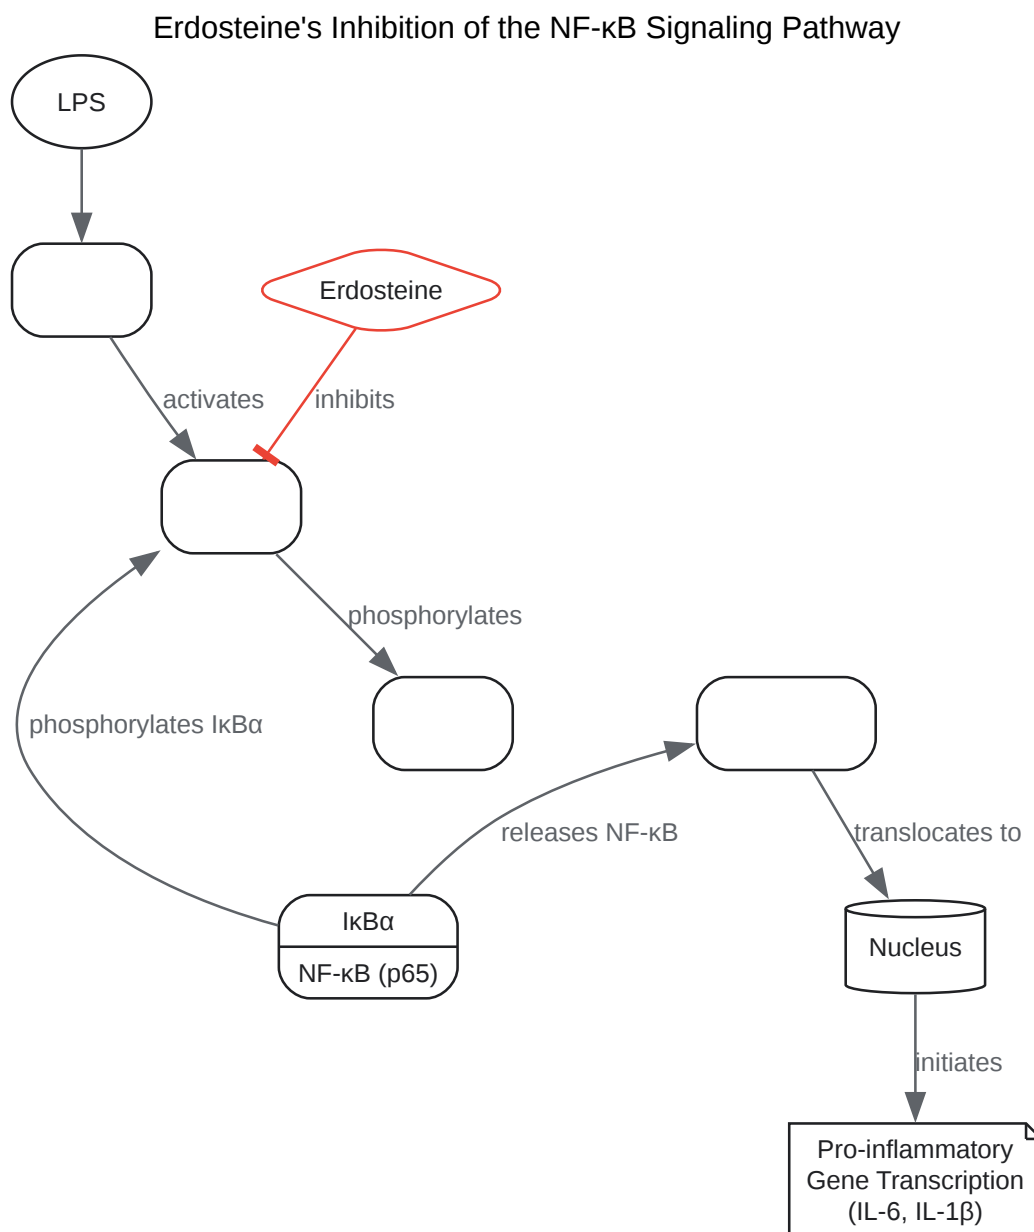 Erdosteine's Inhibition of the NF-κB Signaling Pathway
LPS
Erdosteine
activates
inhibits
phosphorylates
phosphorylates IκBα
releases NF-κB
translocates to
IκBα
NF-κB (p65)
Nucleus
initiates
Pro-inflammatory
Gene Transcription
(IL-6, IL-1β)